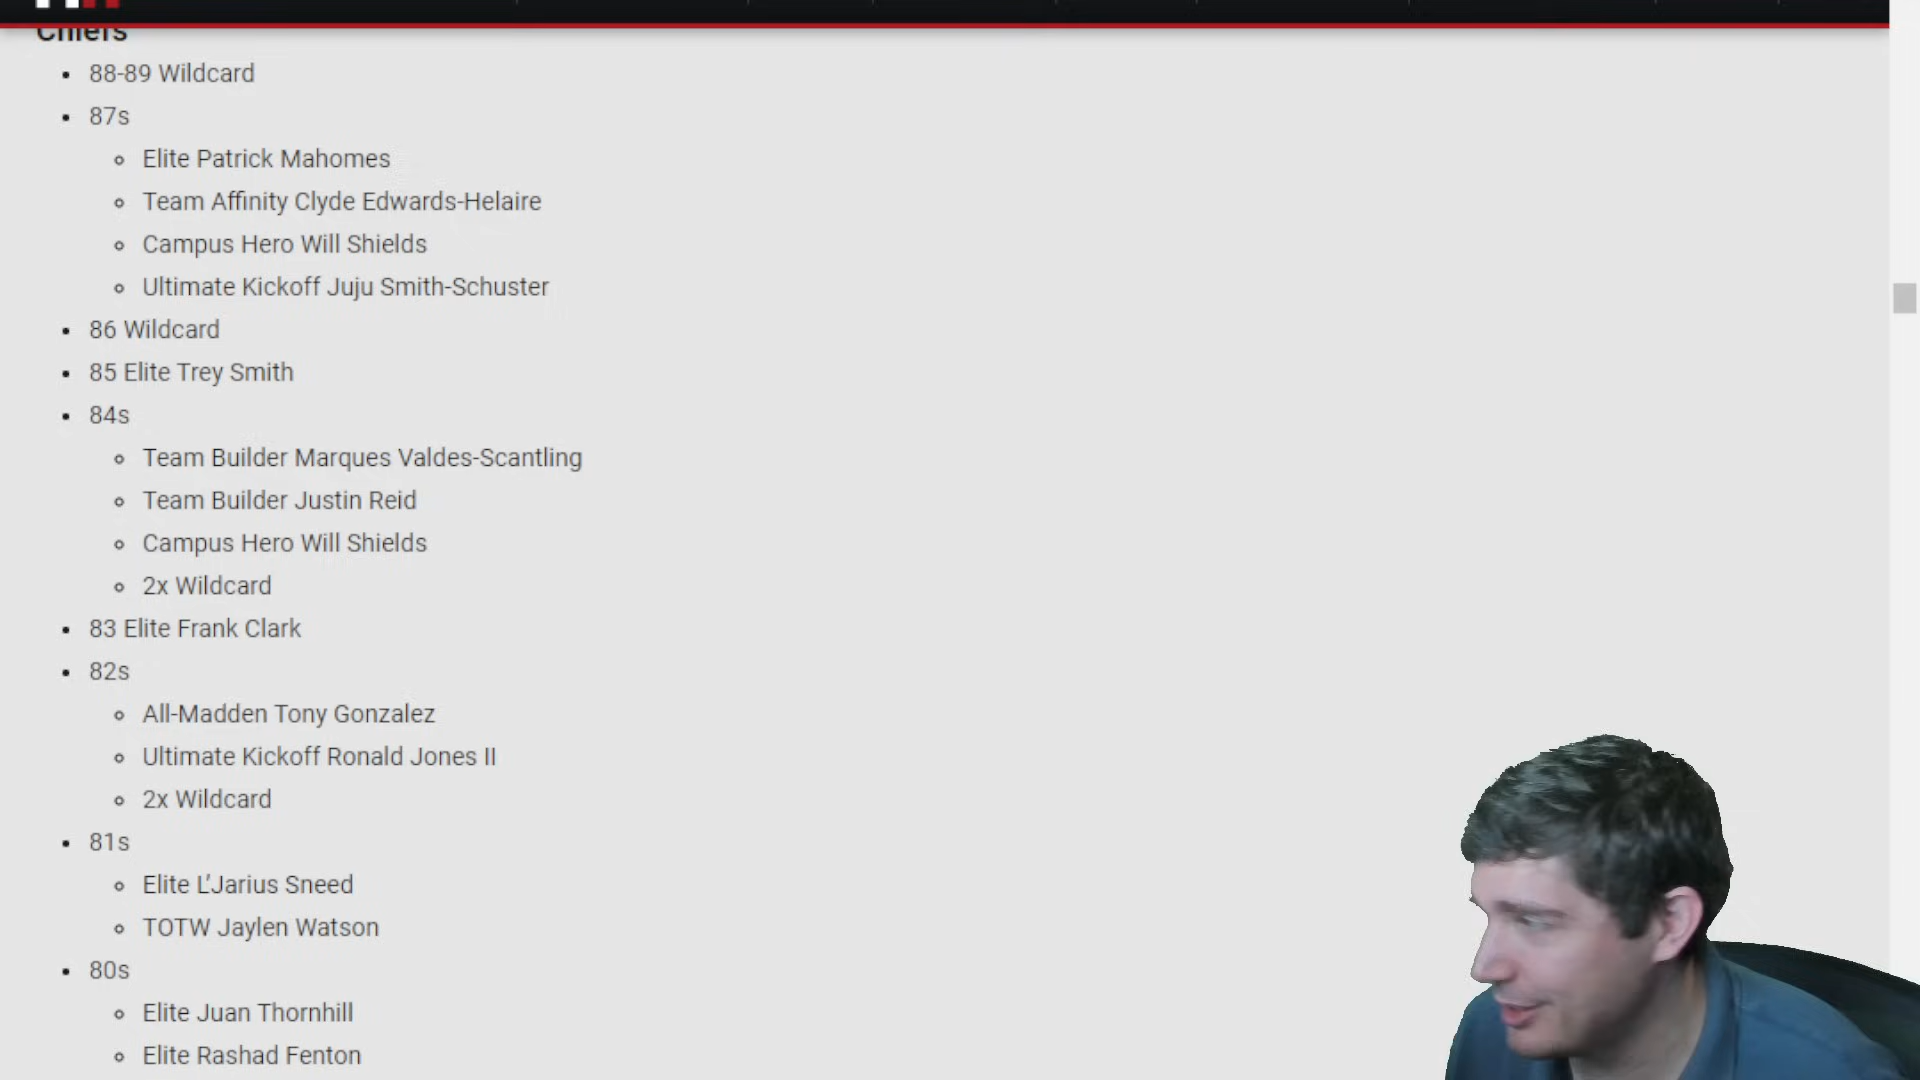 Chiefs
88-89 Wildcard
87s
Elite Patrick Mahomes
Team Affinity Clyde Edwards-Helaire
Campus Hero Will Shields
Ultimate Kickoff Juju Smith-Schuster
86 Wildcard
85 Elite Trey Smith
84s
Team Builder Marques Valdes-Scantling
Team Builder Justin Reid
Campus Hero Will Shields
2x Wildcard
83 Elite Frank Clark
82s
All-Madden Tony Gonzalez
Ultimate Kickoff Ronald Jones II
2x Wildcard
81s
Elite L’Jarius Sneed
TOTW Jaylen Watson
80s
Elite Juan Thornhill
Elite Rashad Fenton